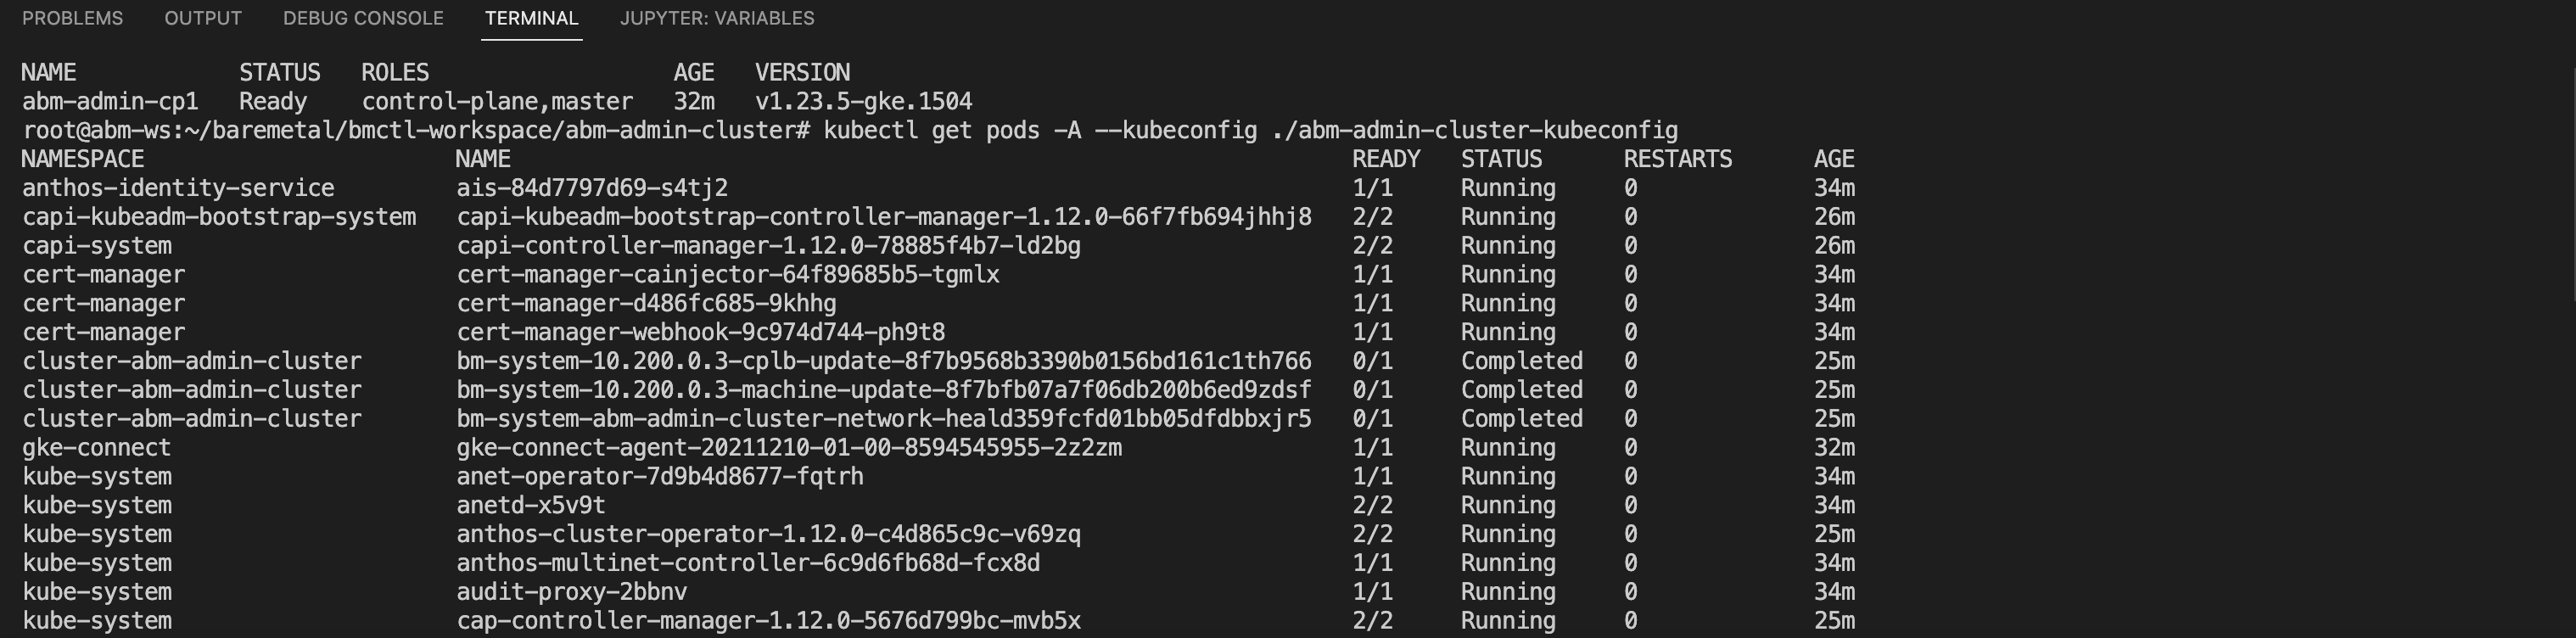 PROBLEMS OUTPUT DEBUG CONSOLE TERMINAL JUPYTER: VARIABLES
NAME STATUS ROLES AGE VERSION
abm-admin-cp1 Ready control-plane,master 32m v1.23.5-gke.1504
root@abm-ws:~/baremetal/bmctl-workspace/abm-admin-cluster# kubectl get pods -A --kubeconfig ./abm-admin-cluster-kubeconfig
NAMESPACE NAME READY STATUS RESTARTS AGE
anthos-identity-service ais-84d7797d69-s4tj2 1/1 Running 0 34m
capi-kubeadm-bootstrap-system capi-kubeadm-bootstrap-controller-manager-1.12.0-66f7fb694jhhj8 2/2 Running 0 26m
capi-system capi-controller-manager-1.12.0-78885f4b7-ld2bg 2/2 Running 0 26m
cert-manager cert-manager-cainjector-64f89685b5-tgmlx 1/1 Running 0 34m
cert-manager cert-manager-d486fc685-9khhg 1/1 Running 0 34m
cert-manager cert-manager-webhook-9c974d744-ph9t8 1/1 Running 0 34m
cluster-abm-admin-cluster bm-system-10.200.0.3-cplb-update-8f7b9568b3390b0156bd161c1th766 0/1 Completed 0 25m
cluster-abm-admin-cluster bm-system-10.200.0.3-machine-update-8f7bfb07a7f06db200b6ed9zdsf 0/1 Completed 0 25m
cluster-abm-admin-cluster bm-system-abm-admin-cluster-network-heald359fcfd01bb05dfdbbxjr5 0/1 Completed 0 25m
gke-connect gke-connect-agent-20211210-01-00-8594545955-2z2zm 1/1 Running 0 32m
kube-system anet-operator-7d9b4d8677-fqtrh 1/1 Running 0 34m
kube-system anetd-x5v9t 2/2 Running 0 34m
kube-system anthos-cluster-operator-1.12.0-c4d865c9c-v69zq 2/2 Running 0 25m
kube-system anthos-multinet-controller-6c9d6fb68d-fcx8d 1/1 Running 0 34m
kube-system audit-proxy-2bbnv 1/1 Running 0 34m
kube-system cap-controller-manager-1.12.0-5676d799bc-mvb5x 2/2 Running 0 25m